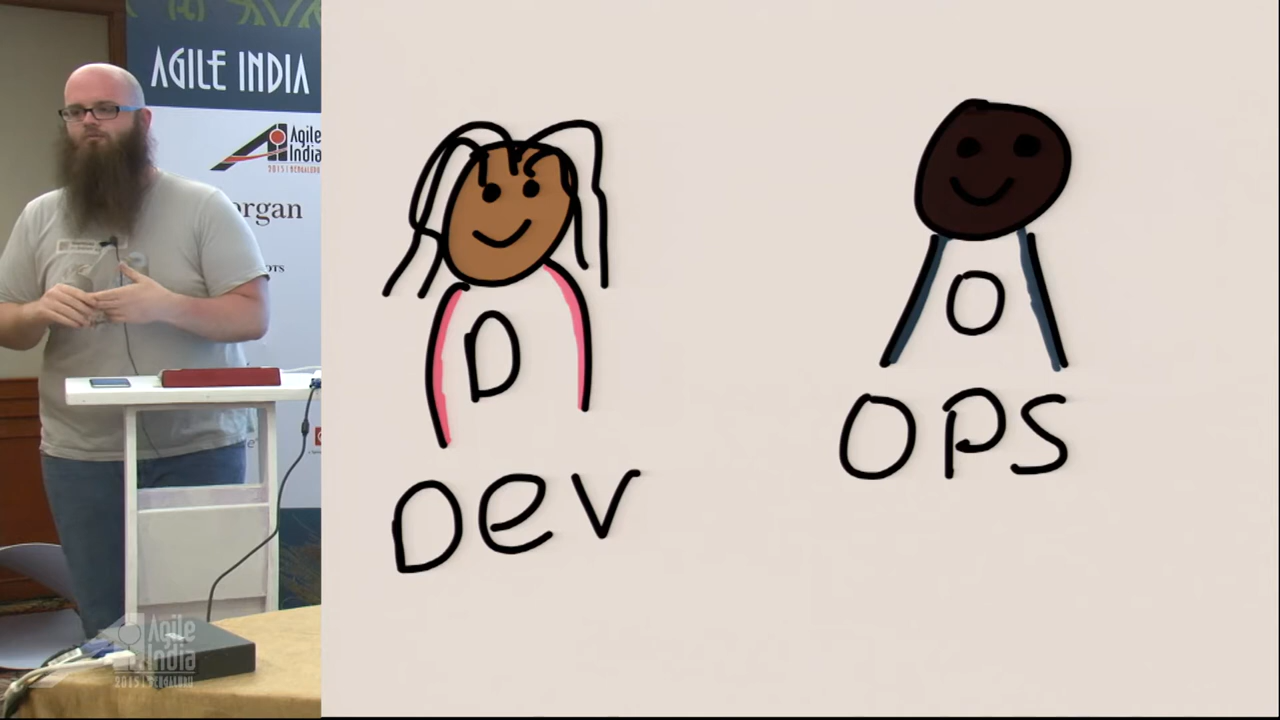 AGILE INDIA
Agile
India
2015 | BENGALURU
organ
D
Dev
O
OPS
Agile
India
2015 | BENGALURU